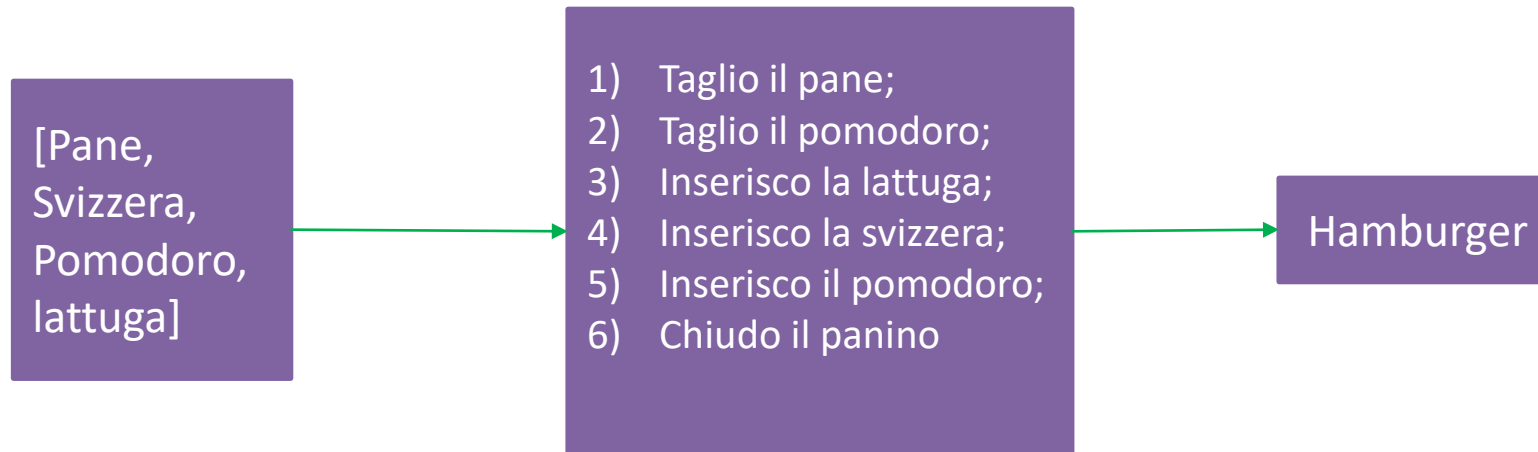 [Pane,
Svizzera,
Pomodoro,
lattuga]
1) Taglio il pane;
2) Taglio il pomodoro;
3) Inserisco la lattuga;
4) Inserisco la svizzera;
5) Inserisco il pomodoro;
6) Chiudo il panino
Hamburger